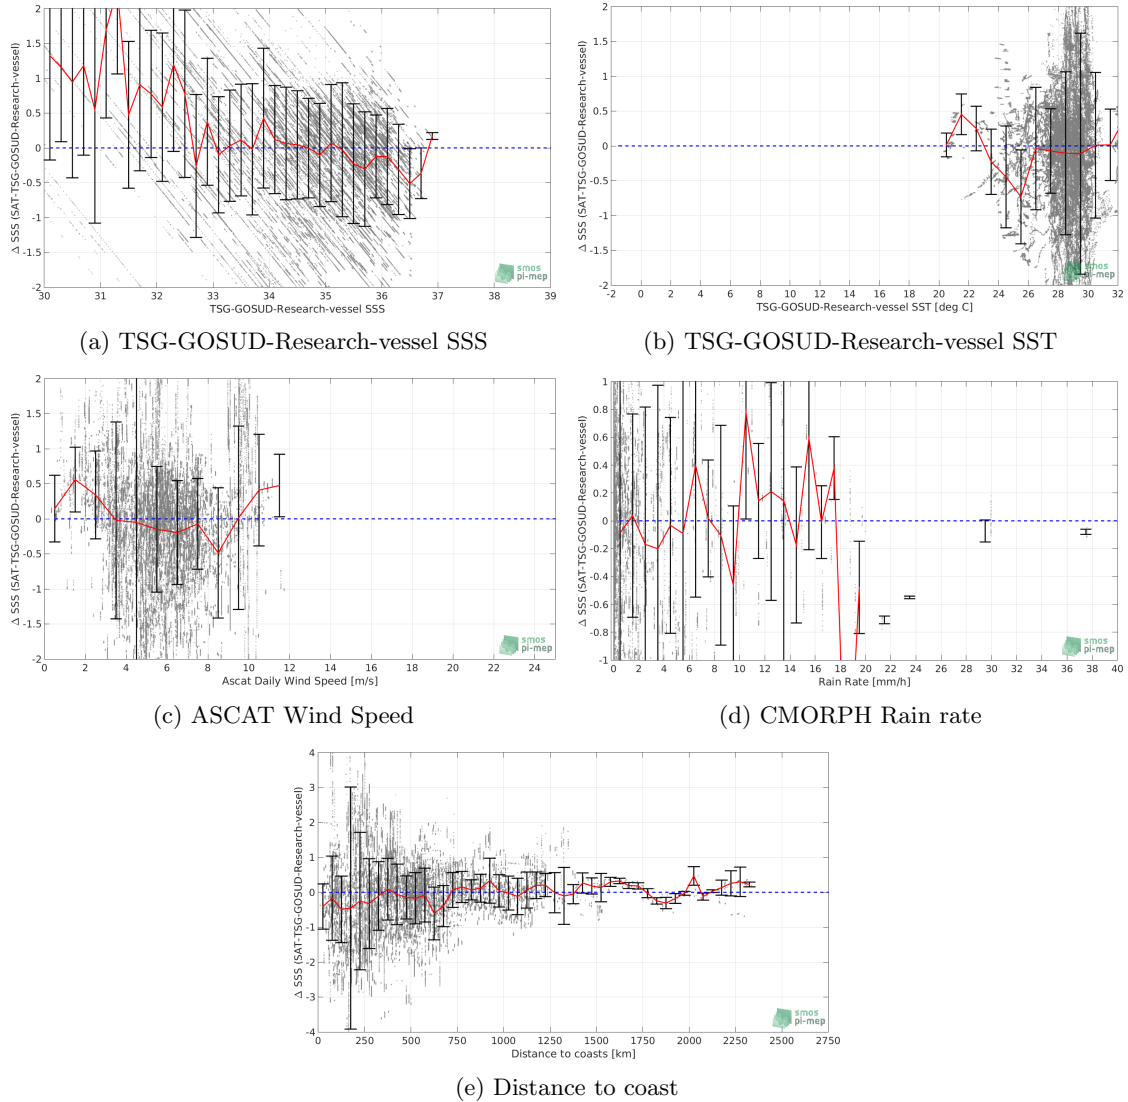 Δ SSS (SAT-TSG-GOSUD-Research-vessel)
2
1.5
1
0.5
0
-0.5
-1
-1.5
-2
30 31 32 33 34 35 36 37 38 39
TSG-GOSUD-Research-vessel SSS
smos
pi-mep
(a) TSG-GOSUD-Research-vessel SSS
Δ SSS (SAT-TSG-GOSUD-Research-vessel)
2
1.5
1
0.5
0
-0.5
-1
-1.5
-2
-2 0 2 4 6 8 10 12 14 16 18 20 22 24 26 28 30 32
TSG-GOSUD-Research-vessel SST [deg C]
smos
pi-mep
(b) TSG-GOSUD-Research-vessel SST
Δ SSS (SAT-TSG-GOSUD-Research-vessel)
2
1.5
1
0.5
0
-0.5
-1
-1.5
-2
0 2 4 6 8 10 12 14 16 18 20 22 24
Ascat Daily Wind Speed [m/s]
smos
pi-mep
(c) ASCAT Wind Speed
Δ SSS (SAT-TSG-GOSUD-Research-vessel)
1
0.8
0.6
0.4
0.2
0
-0.2
-0.4
-0.6
-0.8
-1
0 2 4 6 8 10 12 14 16 18 20 22 24 26 28 30 32 34 36 38 40
Rain Rate [mm/h]
smos
pi-mep
(d) CMORPH Rain rate
Δ SSS (SAT-TSG-GOSUD-Research-vessel)
4
3
2
1
0
-1
-2
-3
-4
0 250 500 750 1000 1250 1500 1750 2000 2250 2500 2750
Distance to coasts [km]
smos
pi-mep
(e) Distance to coast